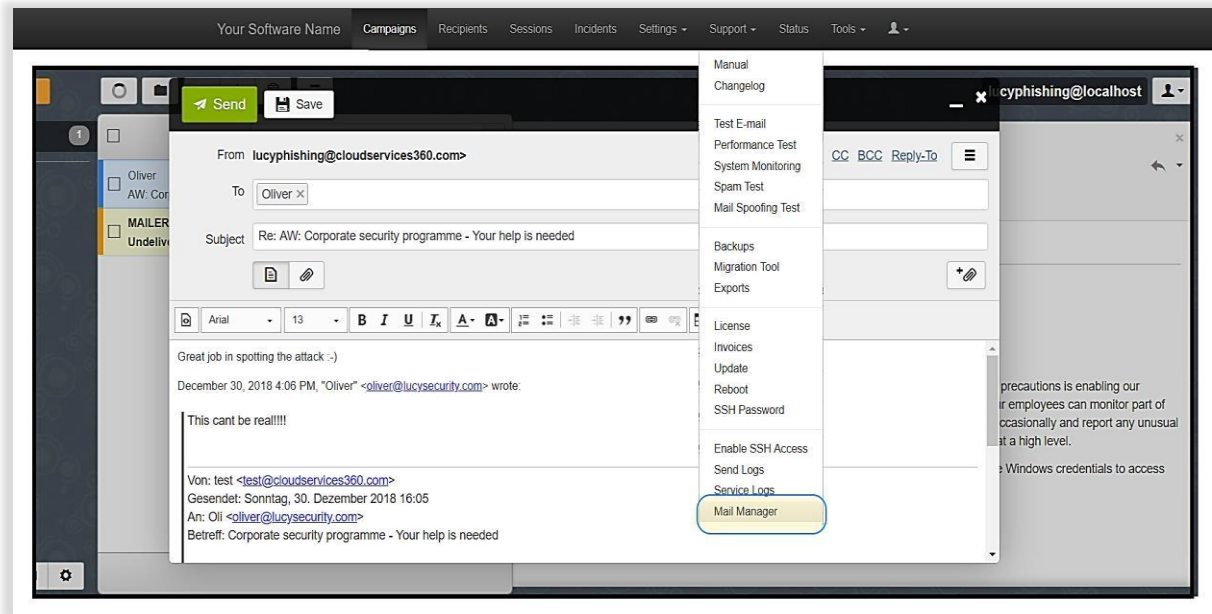 Your Software Name Campaigns Recipients Sessions Incidents Settings Support Status Tools
Manual
Changelog
Test E-mail
Performance Test
System Monitoring
Spam Test
Mail Spoofing Test
Backups
Migration Tool
Exports
License
Invoices
Update
Reboot
SSH Password
Enable SSH Access
Send Logs
Service Logs
Mail Manager
cyphishing@localhost
1
Oliver
AW: Cor
MAILER
Undelive
Send Save
From lucyphishing@cloudservices360.com>
CC BCC Reply-To
To Oliver ×
Subject Re: AW: Corporate security programme - Your help is needed
Arial 13 B I U Ix A A
Great job in spotting the attack :-)
December 30, 2018 4:06 PM, "Oliver" <oliver@lucysecurity.com> wrote:
This cant be real!!!!
Von: test <test@cloudservices360.com>
Gesendet: Sonntag, 30. Dezember 2018 16:05
An: Oli <oliver@lucysecurity.com>
Betreff: Corporate security programme - Your help is needed
precautions is enabling our
r employees can monitor part of
ccasionally and report any unusual
at a high level.
Windows credentials to access